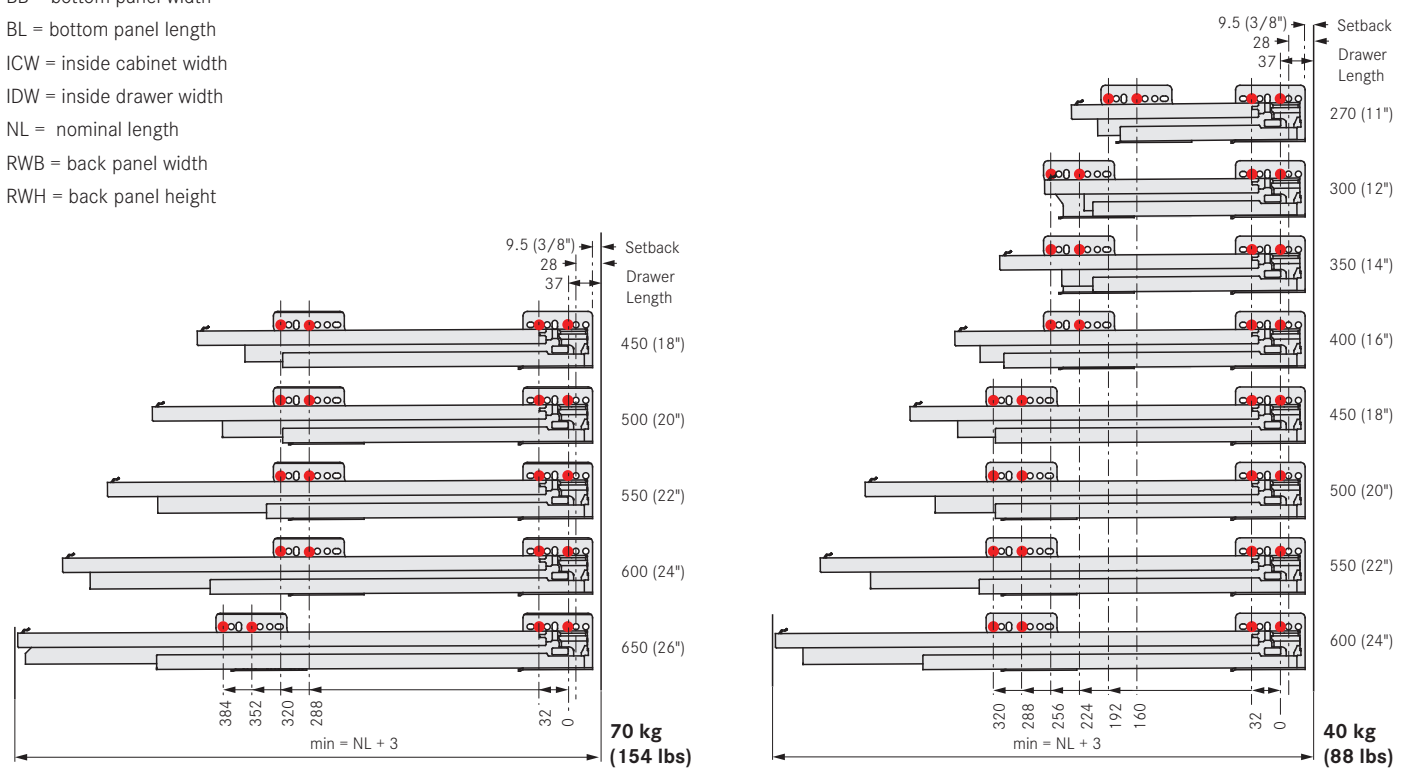 BL = bottom panel length
ICW = inside cabinet width
IDW = inside drawer width
NL = nominal length
RWB = back panel width
RWH = back panel height
9.5 (3/8") Setback
28
37
Drawer
Length
450 (18")
500 (20")
550 (22")
600 (24")
650 (26")
384 352 320 288 32 0
min = NL + 3
70 kg
(154 lbs)
9.5 (3/8") Setback
28
37
Drawer
Length
270 (11")
300 (12")
350 (14")
400 (16")
450 (18")
500 (20")
550 (22")
600 (24")
320 288 256 224 192 160 32 0
min = NL + 3
40 kg
(88 lbs)